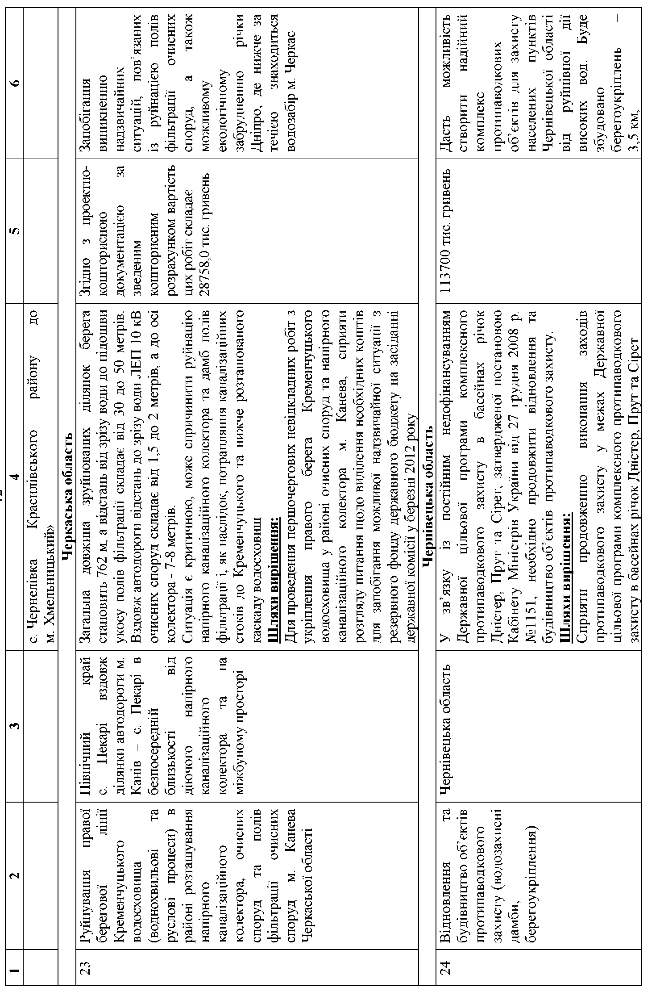 1
2
3
4
5
6
с. Чернелівка Красилівського району до
м. Хмельницький»
Черкаська область
23
Руйнування правої
берегової лінії
Кременчуцького
водосховища
(воднохвильові та
руслові процеси) в
районі розташування
напірного
каналізаційного
колектора, очисних
споруд та полів
фільтрації очисних
споруд м. Канева
Черкаської області
Північний край
с. Пекарі вздовж
ділянки автодороги м.
Канів – с. Пекарі в
безпосередній
близькості від
діючого напірного
каналізаційного
колектора та на
міжбуному просторі
Загальна довжина зруйнованих ділянок берега
становить 762 м, а відстань від зрізу води до підошви
укосу полів фільтрації складає від 30 до 50 метрів.
Вздовж автодороги відстань до зрізу води ЛЕП 10 кВ
очисних споруд складає від 1,5 до 2 метрів, а до осі
колектора - 7-8 метрів.
Ситуація є критичною, може спричинити руйнацію
напірного каналізаційного колектора та дамб полів
фільтрації і, як наслідок, потрапляння каналізаційних
стоків до Кременчуцького та нижче розташованого
каскаду водосховищ
Шляхи вирішення:
Для проведення першочергових невідкладних робіт з
укріплення правого берега Кременчуцького
водосховища у районі очисних споруд та напірного
каналізаційного колектора м. Канева, сприяти
розгляду питання щодо виділення необхідних коштів
для запобігання можливої надзвичайної ситуації з
резервного фонду державного бюджету на засіданні
державної комісії у березні 2012 року
Згідно з проектно-
кошторисною
документацією за
зведеним
кошторисним
розрахунком вартість
цих робіт складає
28758,0 тис. гривень
Запобігання
виникненню
надзвичайних
ситуацій, пов’язаних
із руйнацією полів
фільтрації очисних
споруд, а також
можливому
екологічному
забрудненню річки
Дніпро, де нижче за
течією знаходиться
водозабір м. Черкас
Чернівецька область
24
Відновлення та
будівництво об’єктів
протипаводкового
захисту (водозахисні
дамби,
берегоукріплення)
Чернівецька область
У зв’язку із постійним недофінансуванням
Державної цільової програми комплексного
протипаводкового захисту в басейнах річок
Дністер, Прут та Сірет, затвердженої постановою
Кабінету Міністрів України від 27 грудня 2008 р.
№1151, необхідно продовжити відновлення та
будівництво об’єктів протипаводкового захисту.
Шляхи вирішення:
Сприяти продовженню виконання заходів
протипаводкового захисту у межах Державної
цільової програми комплексного протипаводкового
захисту в басейнах річок Дністер, Прут та Сірет
113700 тис. гривень
Дасть можливість
створити надійний
комплекс
протипаводкових
об’єктів для захисту
населених пунктів
Чернівецької області
від руйнівної дії
високих вод. Буде
збудовано
берегоукріплень –
3,5 км,